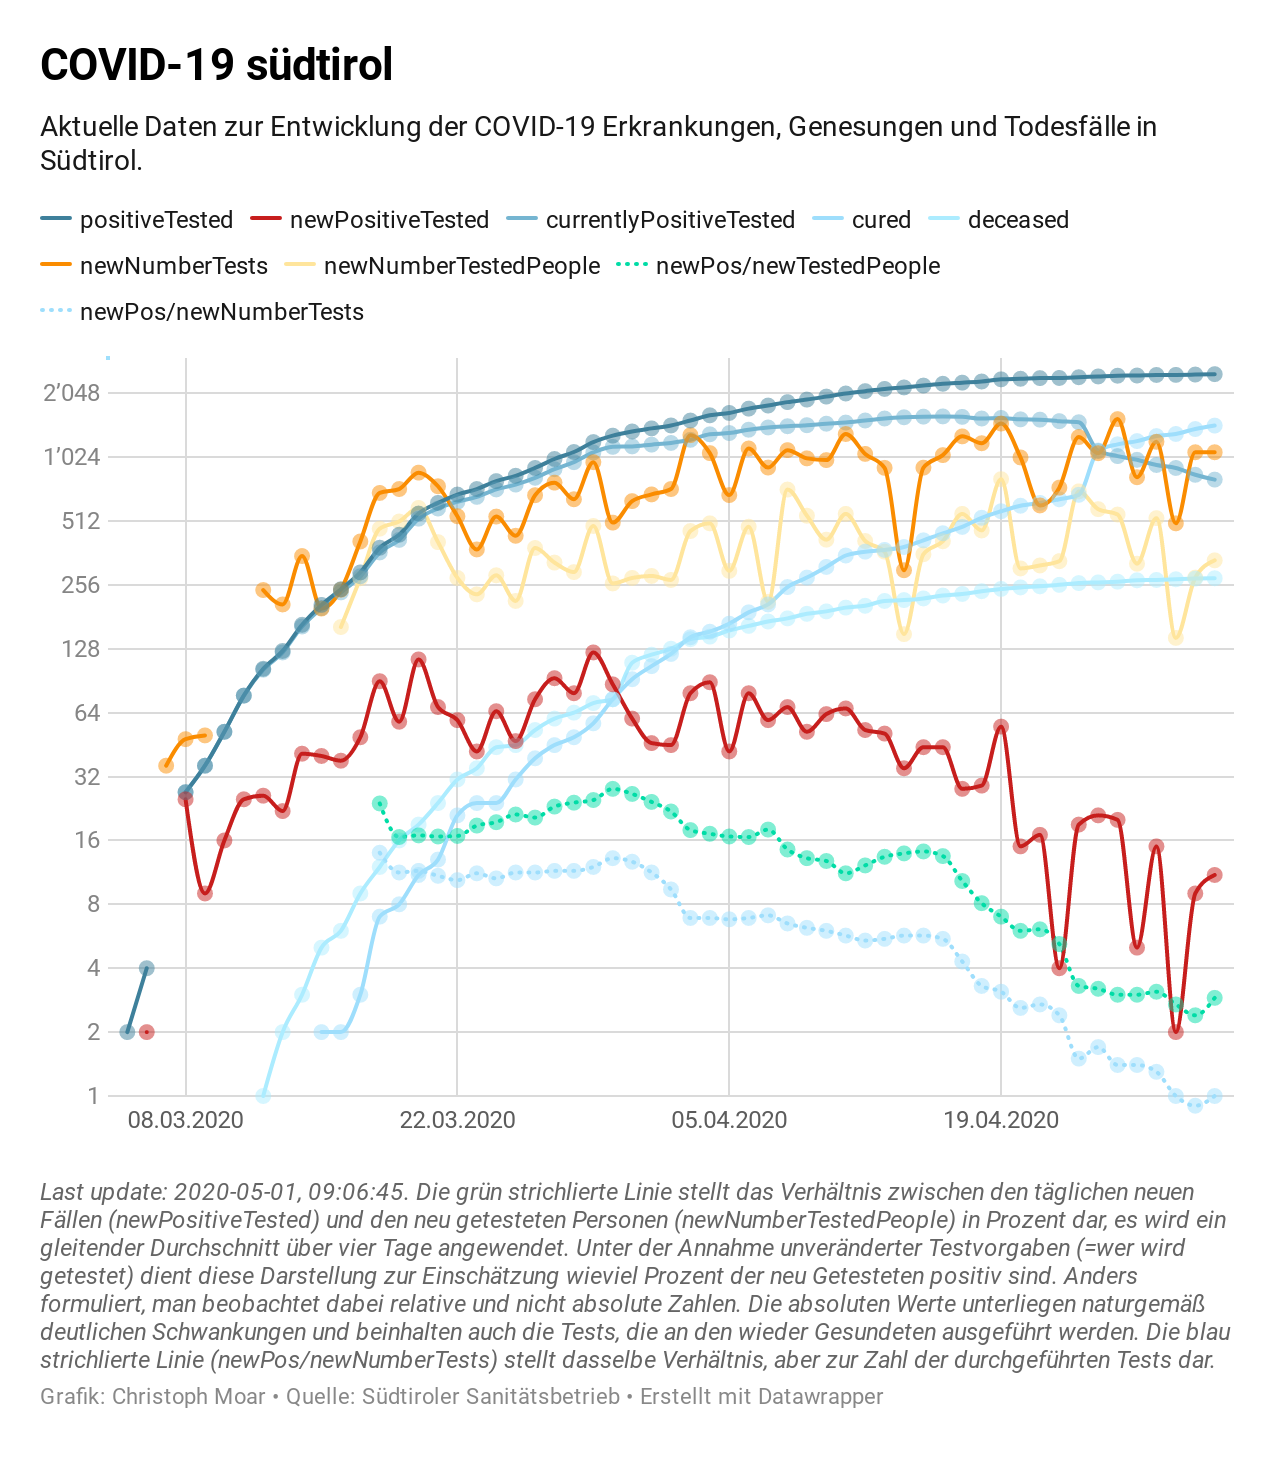 COVID-19 südtirol
Aktuelle Daten zur Entwicklung der COVID-19 Erkrankungen, Genesungen und Todesfälle in
Südtirol.
positiveTested newPositiveTested currentlyPositiveTested cured deceased
newNumberTests newNumberTestedPeople newPos/newTestedPeople
newPos/newNumberTests
2’048
1’024
512
256
128
64
32
16
8
4
2
1
08.03.2020 22.03.2020 05.04.2020 19.04.2020
Last update: 2020-05-01, 09:06:45. Die grün strichlierte Linie stellt das Verhältnis zwischen den täglichen neuen
Fällen (newPositiveTested) und den neu getesteten Personen (newNumberTestedPeople) in Prozent dar, es wird ein
gleitender Durchschnitt über vier Tage angewendet. Unter der Annahme unveränderter Testvorgaben (=wer wird
getestet) dient diese Darstellung zur Einschätzung wieviel Prozent der neu Getesteten positiv sind. Anders
formuliert, man beobachtet dabei relative und nicht absolute Zahlen. Die absoluten Werte unterliegen naturgemäß
deutlichen Schwankungen und beinhalten auch die Tests, die an den wieder Gesundeten ausgeführt werden. Die blau
strichlierte Linie (newPos/newNumberTests) stellt dasselbe Verhältnis, aber zur Zahl der durchgeführten Tests dar.
Grafik: Christoph Moar • Quelle: Südtiroler Sanitätsbetrieb • Erstellt mit Datawrapper